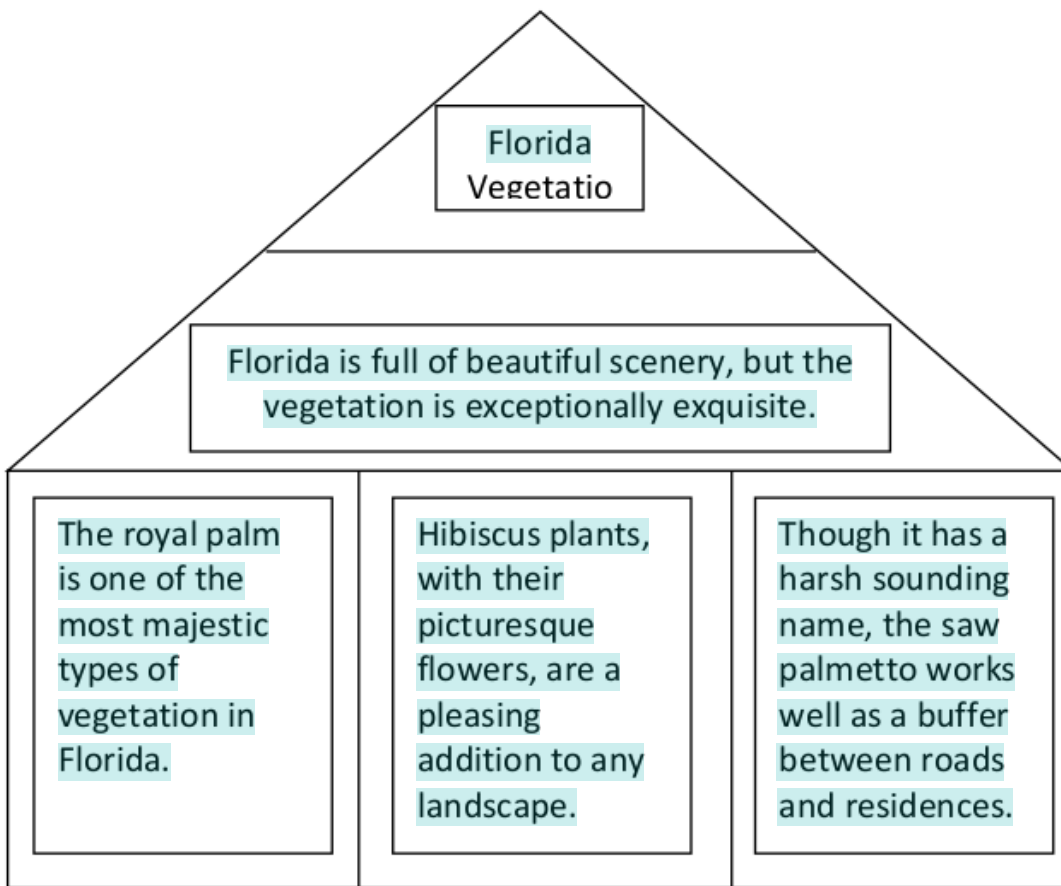 Florida
Vegetatio
Florida is full of beautiful scenery, but the
vegetation is exceptionally exquisite.
The royal palm
is one of the
most majestic
types of
vegetation in
Florida.
Hibiscus plants,
with their
picturesque
flowers, are a
pleasing
addition to any
landscape.
Though it has a
harsh sounding
name, the saw
palmetto works
well as a buffer
between roads
and residences.